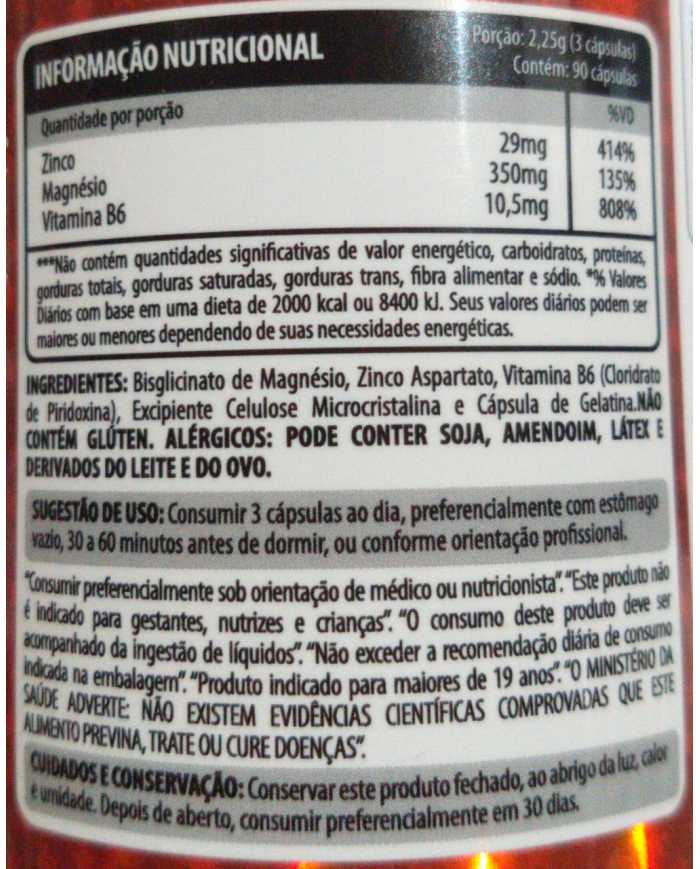 INFORMAÇÃO NUTRICIONAL
Porção: 2,25g (3 cápsulas)
Contém: 90 cápsulas
Quantidade por porção %VD
Zinco 29mg 414%
Magnésio 350mg 135%
Vitamina B6 10,5mg 808%
***Não contém quantidades significativas de valor energético, carboidratos, proteínas,
gorduras totais, gorduras saturadas, gorduras trans, fibra alimentar e sódio. *% Valores
Diários com base em uma dieta de 2000 kcal ou 8400 kJ. Seus valores diários podem ser
maiores ou menores dependendo de suas necessidades energéticas.
INGREDIENTES: Bisglicinato de Magnésio, Zinco Aspartato, Vitamina B6 (Cloridrato
de Piridoxina), Excipiente Celulose Microcristalina e Cápsula de Gelatina.NÃO
CONTÉM GLÚTEN. ALÉRGICOS: PODE CONTER SOJA, AMENDOIM, LÁTEX E
DERIVADOS DO LEITE E DO OVO.
SUGESTÃO DE USO: Consumir 3 cápsulas ao dia, preferencialmente com estômago
vazio, 30 a 60 minutos antes de dormir, ou conforme orientação profissional.
"Consumir preferencialmente sob orientação de médico ou nutricionista". "Este produto não
é indicado para gestantes, nutrizes e crianças". "O consumo deste produto deve ser
acompanhado da ingestão de líquidos". "Não exceder a recomendação diária de consumo
indicada na embalagem". "Produto indicado para maiores de 19 anos". "O MINISTÉRIO DA
SAÚDE ADVERTE: NÃO EXISTEM EVIDÊNCIAS CIENTÍFICAS COMPROVADAS QUE ESTE
ALIMENTO PREVINA, TRATE OU CURE DOENÇAS".
CUIDADOS E CONSERVAÇÃO: Conservar este produto fechado, ao abrigo da luz, calor
e umidade. Depois de aberto, consumir preferencialmente em 30 dias.